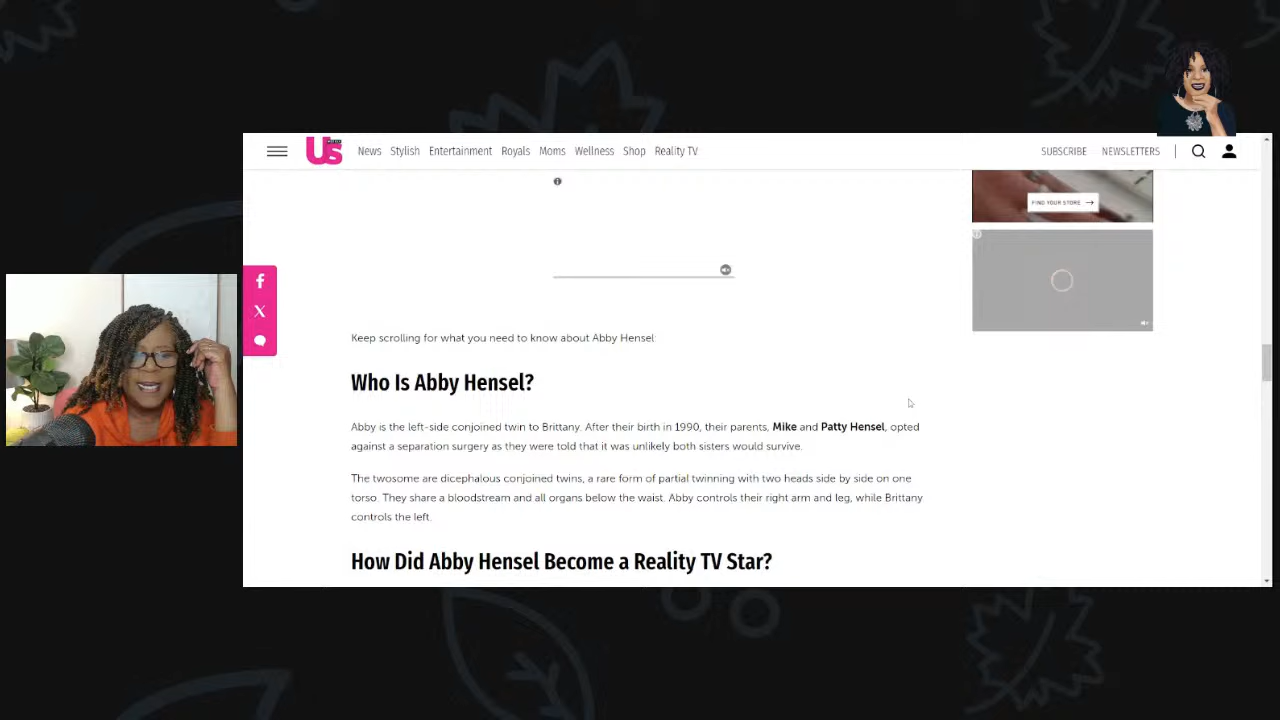 Us
News Stylish Entertainment Royals Moms Wellness Shop Reality TV
SUBSCRIBE NEWSLETTERS
FIND YOUR STORE →
Keep scrolling for what you need to know about Abby Hensel:
Who Is Abby Hensel?
Abby is the left-side conjoined twin to Brittany. After their birth in 1990, their parents, Mike and Patty Hensel, opted
against a separation surgery as they were told that it was unlikely both sisters would survive.
The twosome are dicephalous conjoined twins, a rare form of partial twinning with two heads side by side on one
torso. They share a bloodstream and all organs below the waist. Abby controls their right arm and leg, while Brittany
controls the left.
How Did Abby Hensel Become a Reality TV Star?